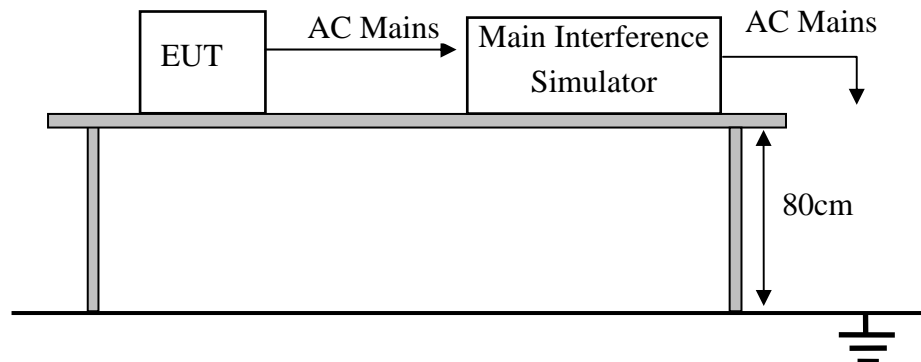 EUT
AC Mains
Main Interference
Simulator
AC Mains
80cm